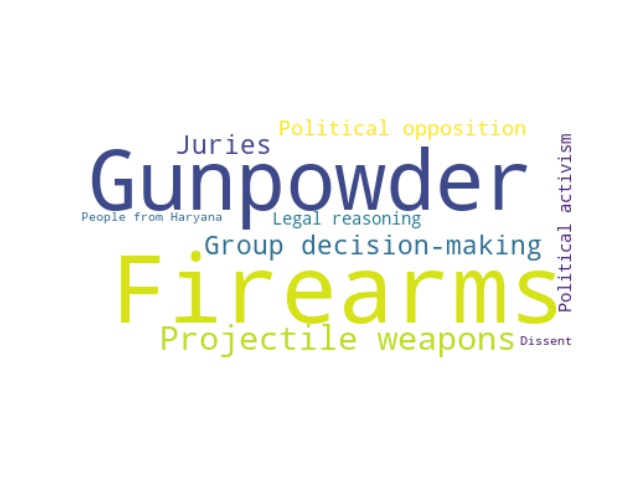 Political opposition
Juries
Gunpowder
Political activism
People from Haryana
Legal reasoning
Group decision-making
Firearms
Projectile weapons
Dissent